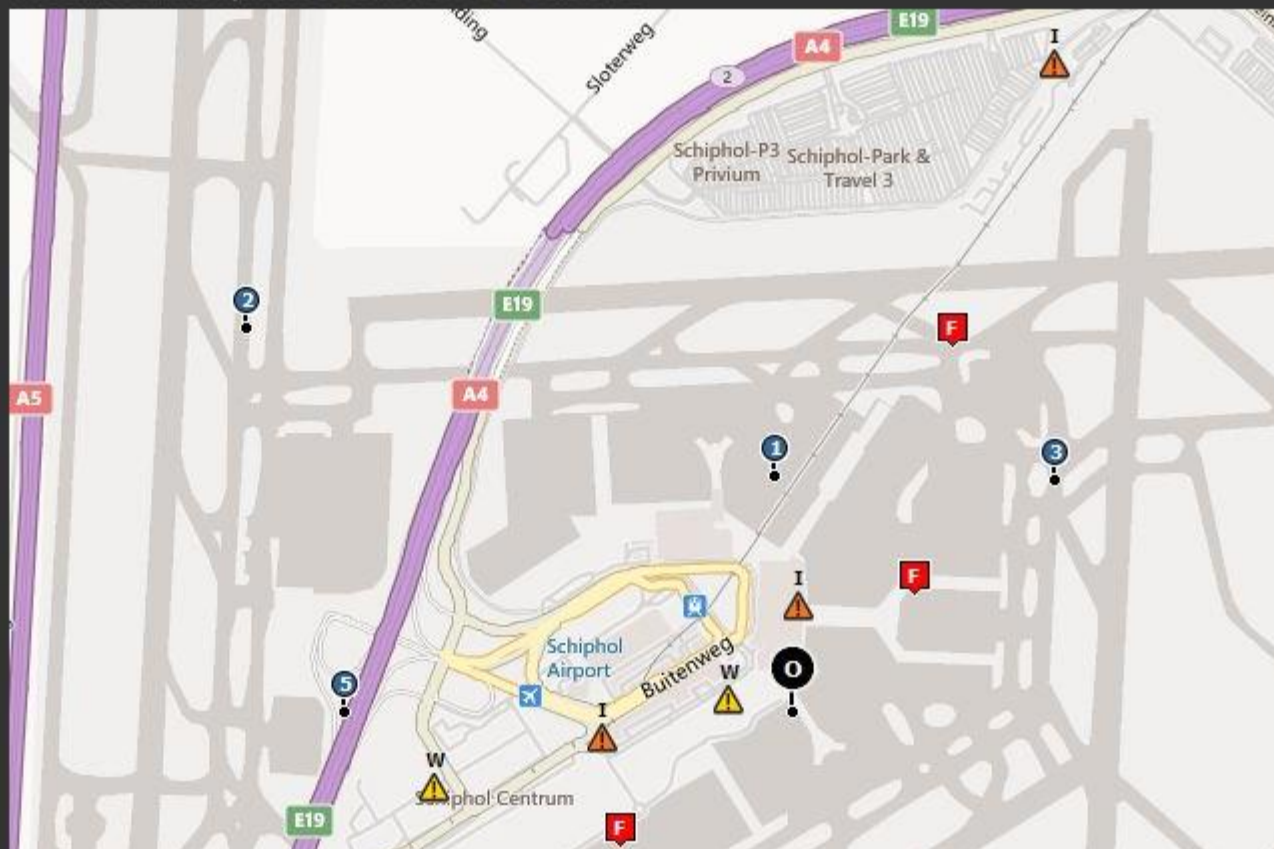 E19
A4
I
2
Sloterweg
Schiphol-P3
Privium
Schiphol-Park &
Travel 3
2
E19
F
A5
A4
1
3
I
F
Schiphol
Airport
Buitenweg
W
O
5
I
W
Schiphol Centrum
E19
F